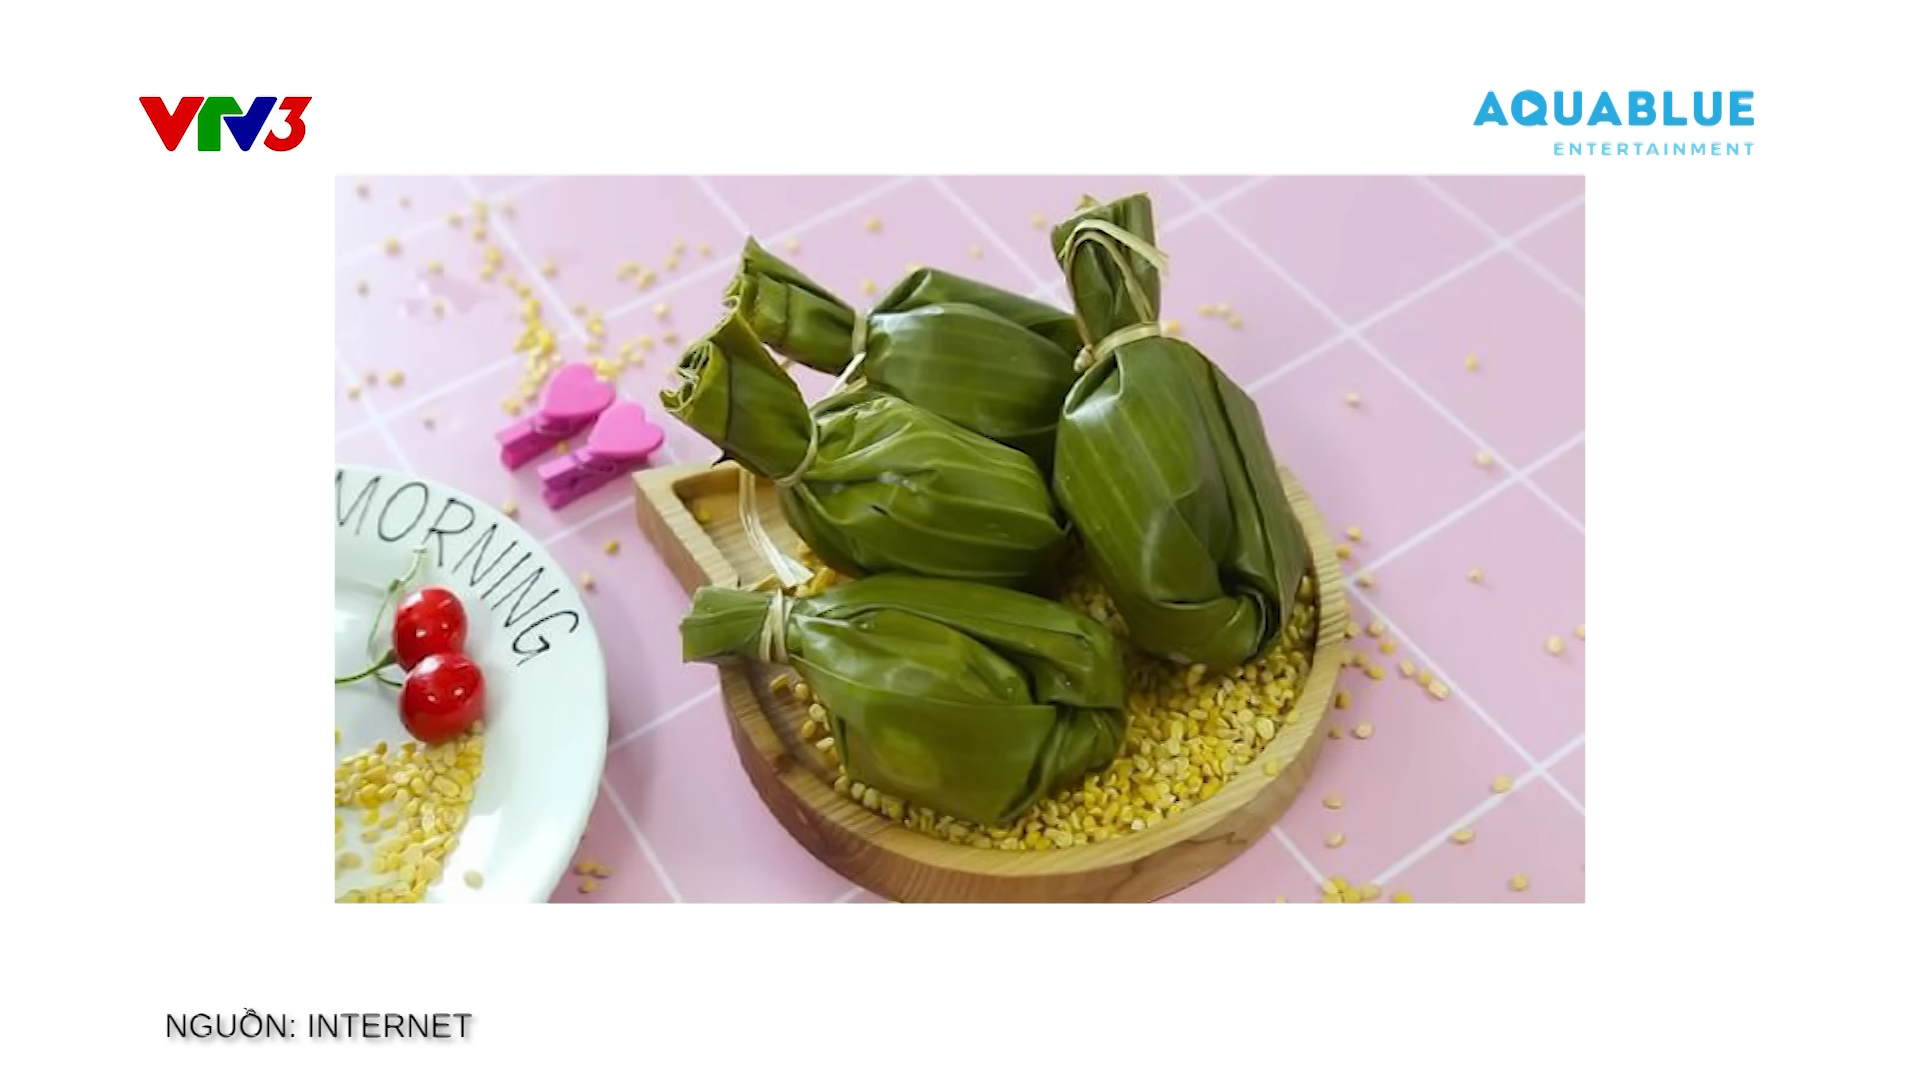 VTV3
AQUABLUE
ENTERTAINMENT
MORNING
NGUỒN: INTERNET